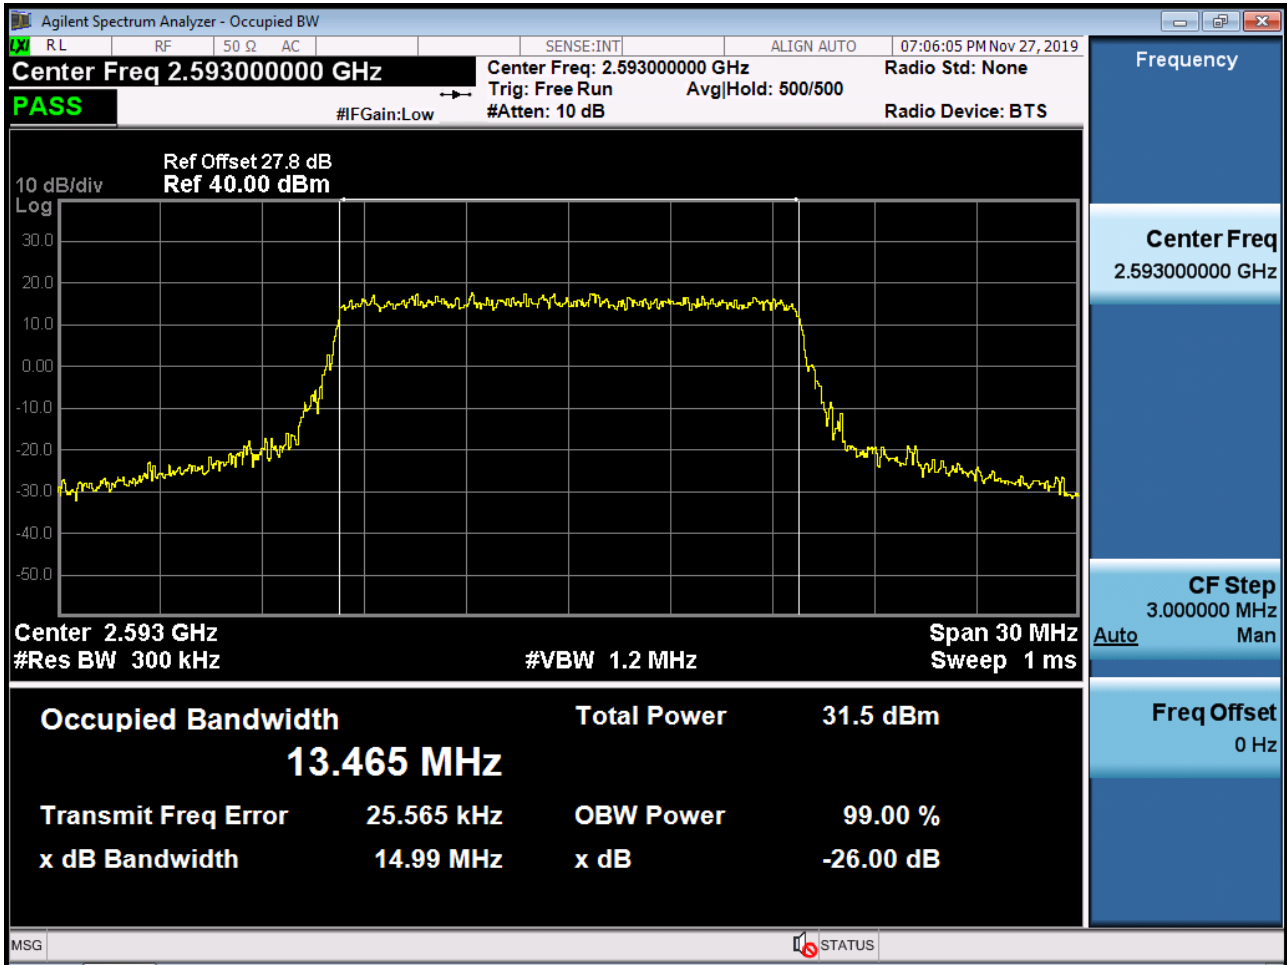 Agilent Spectrum Analyzer - Occupied BW
LXI RL RF 50 Ω AC SENSE:INT ALIGN AUTO 07:06:05 PM Nov 27, 2019
Center Freq 2.593000000 GHz
Center Freq: 2.593000000 GHz
Radio Std: None
Trig: Free Run Avg|Hold: 500/500
PASS
#IFGain:Low
#Atten: 10 dB
Radio Device: BTS
Ref Offset 27.8 dB
10 dB/div Ref 40.00 dBm
Log
30.0
20.0
10.0
0.00
-10.0
-20.0
-30.0
-40.0
-50.0
Center 2.593 GHz Span 30 MHz
#Res BW 300 kHz #VBW 1.2 MHz Sweep 1 ms
Occupied Bandwidth Total Power 31.5 dBm
13.465 MHz
Transmit Freq Error 25.565 kHz OBW Power 99.00 %
x dB Bandwidth 14.99 MHz x dB -26.00 dB
MSG STATUS
Frequency
Center Freq
2.593000000 GHz
CF Step
3.000000 MHz
Auto Man
Freq Offset
0 Hz